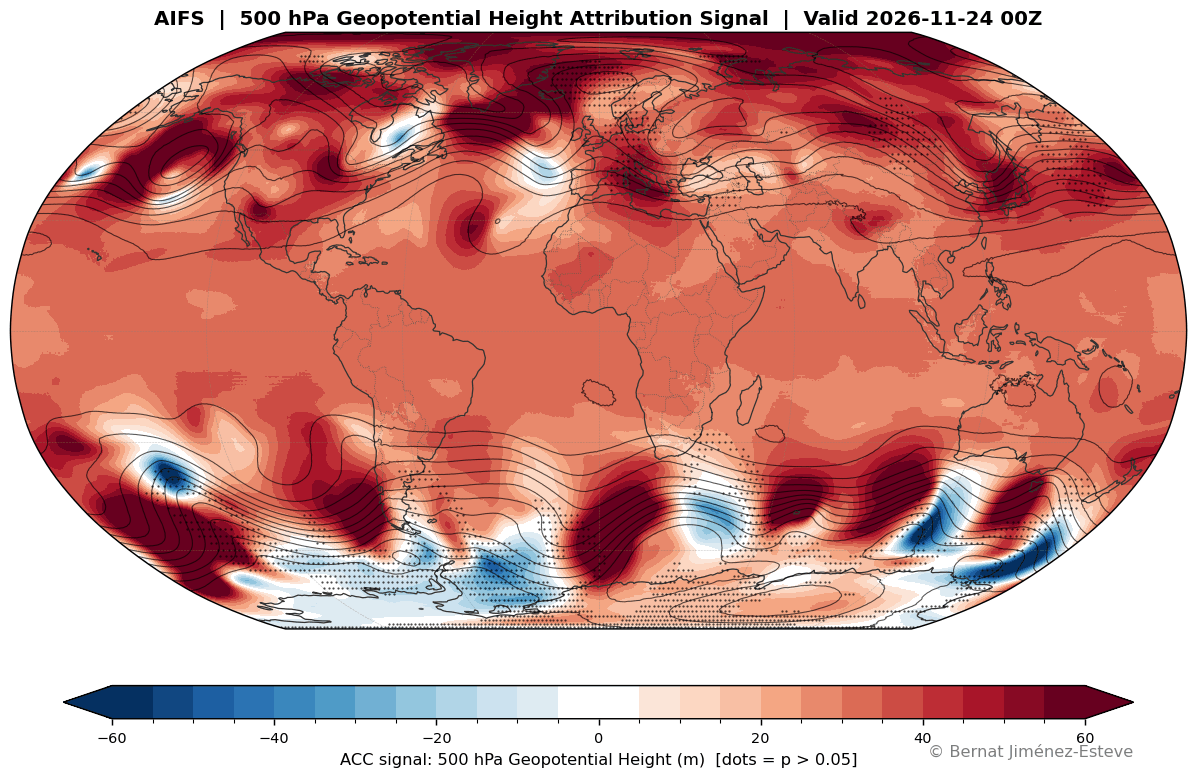 AIFS | 500 hPa Geopotential Height Attribution Signal | Valid 2026-11-24 00Z
−60 −40 −20 0 20 40 60
ACC signal: 500 hPa Geopotential Height (m) [dots = p > 0.05]
© Bernat Jiménez-Esteve